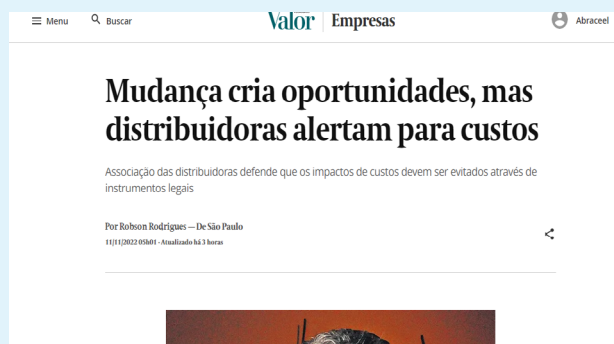 Menu Buscar Valor Empresas Abraceel
Mudança cria oportunidades, mas
distribuidoras alertam para custos
Associação das distribuidoras defende que os impactos de custos devem ser evitados através de
instrumentos legais
Por Robson Rodrigues — De São Paulo
11/11/2022 05h01 · Atualizado há 3 horas